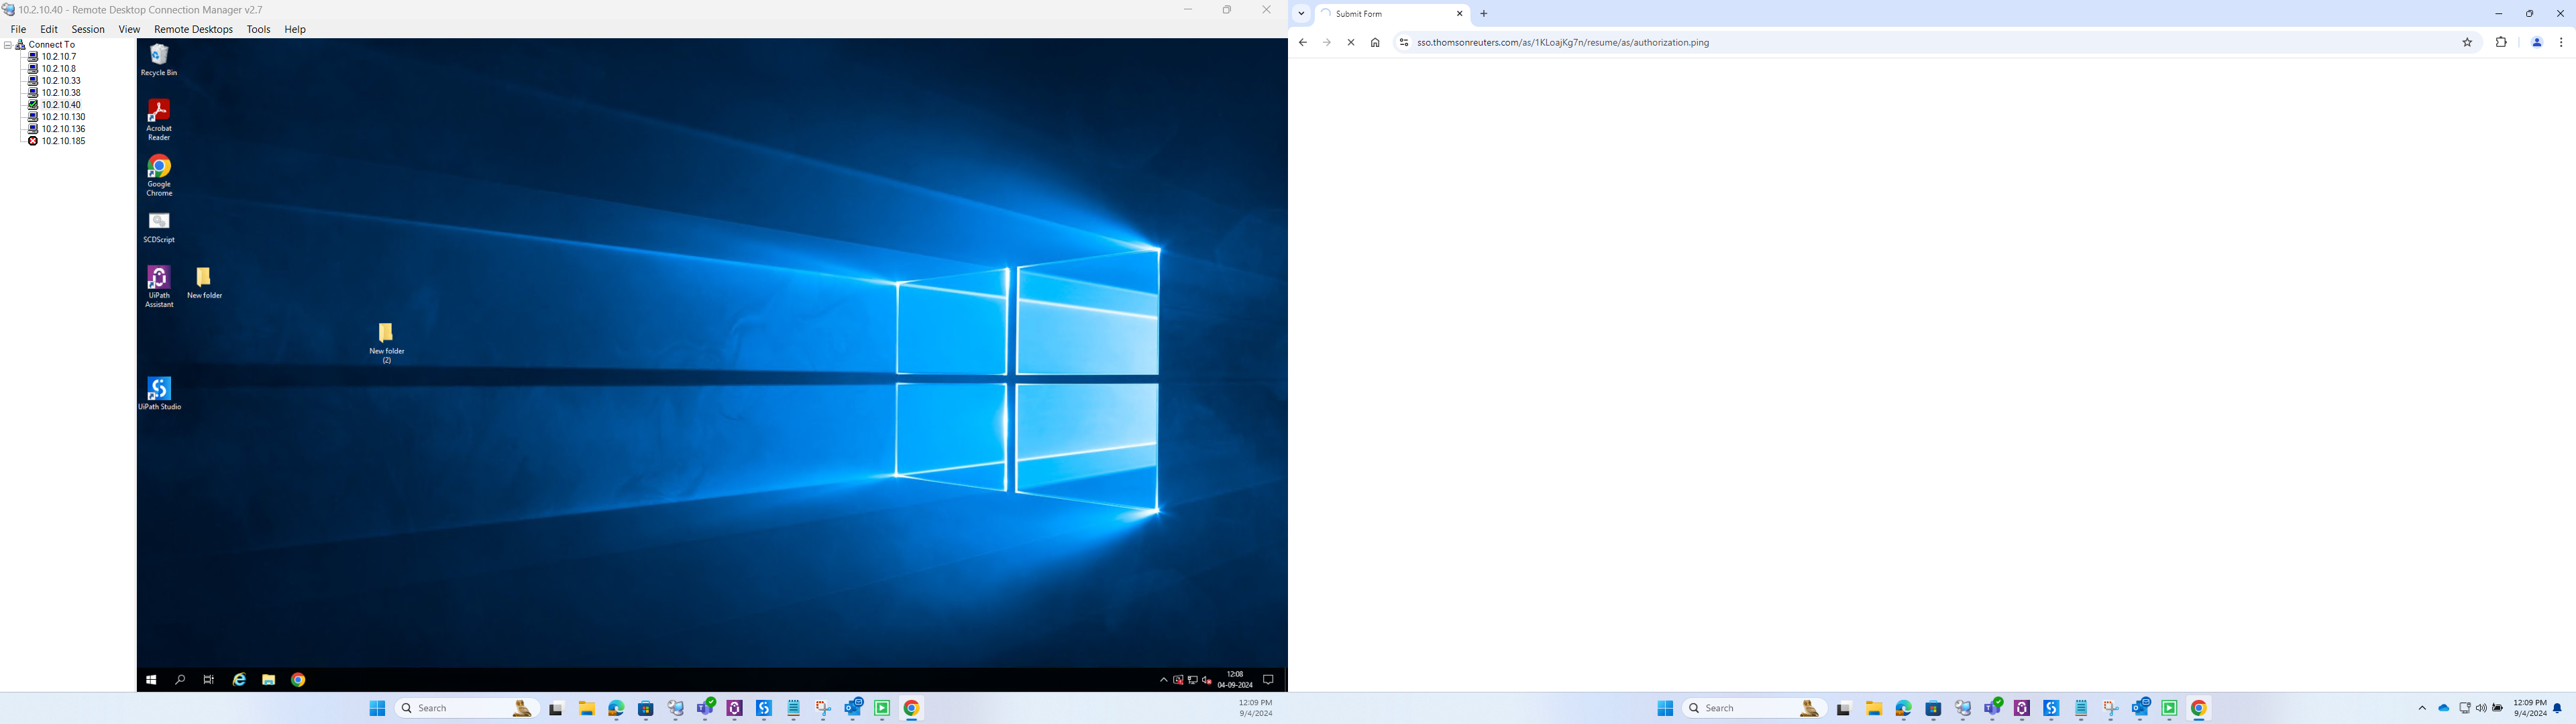 10.2.10.40 - Remote Desktop Connection Manager v2.7
File Edit Session View Remote Desktops Tools Help
Connect To
10.2.10.7
10.2.10.8
10.2.10.33
10.2.10.38
10.2.10.40
10.2.10.130
10.2.10.136
10.2.10.185
Recycle Bin
Acrobat
Reader
Google
Chrome
SCDScript
UiPath
Assistant
New folder
New folder
(2)
UiPath Studio
12:08
04-09-2024
Search
12:09 PM
9/4/2024
Submit Form
sso.thomsonreuters.com/as/1KLoajKg7n/resume/as/authorization.ping
Search
12:09 PM
9/4/2024